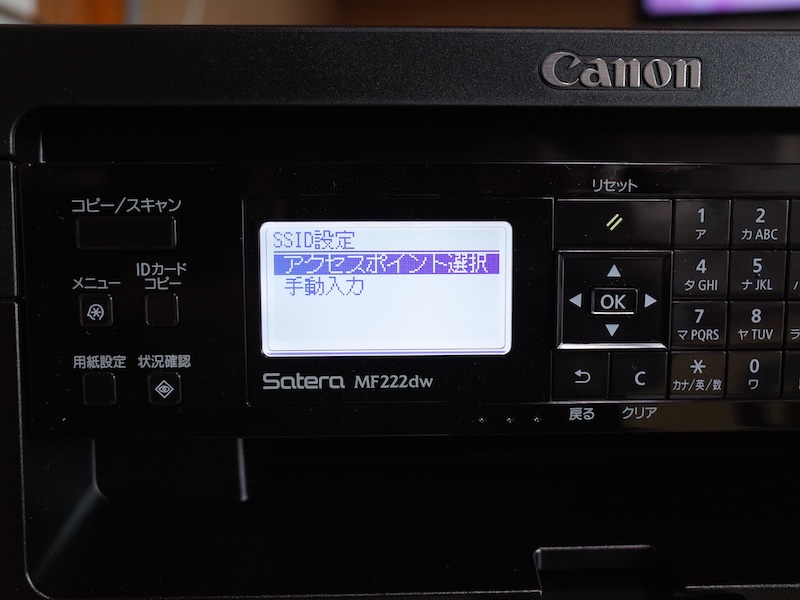 Canon
リセット
コピー/スキャン
メニュー
IDカード
コピー
用紙設定
状況確認
SSID設定
アクセスポイント選択
手動入力
Satera MF222dw
1
ア
2
カ ABC
4
タ GHI
5
ナ JKL
OK
7
マ PQRS
8
ヤ TUV
C
カナ/英/数
0
ワ
戻る
クリア